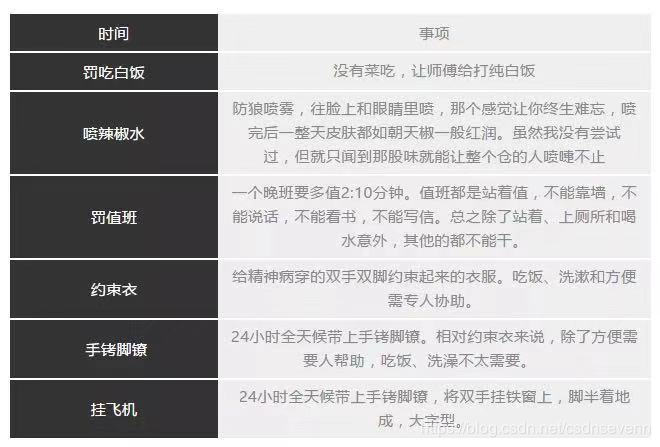 时间
事项
罚吃白饭
没有菜吃，让师傅给打纯白饭
喷辣椒水
防狼喷雾，往脸上和眼睛里喷，那个感觉让你终生难忘，喷
完后一整天皮肤都如朝天椒一般红润。虽然我没有尝试
过，但就只闻到那股味就能让整个仓的人喷嚏不止
罚值班
一个晚班要多值2:10分钟。值班都是站着值，不能靠墙，不
能说话，不能看书，不能写信。总之除了站着、上厕所和喝
水意外，其他的都不能干。
约束衣
给精神病穿的双手双脚约束起来的衣服。吃饭、洗漱和方便
需专人协助。
手铐脚镣
24小时全天候带上手铐脚镣。相对约束衣来说，除了方便需
要人帮助，吃饭、洗澡不太需要。
挂飞机
24小时全天候带上手铐脚镣，将双手挂铁窗上，脚半着地
成，大字型。
https://blog.csdn.net/csdnsevenn